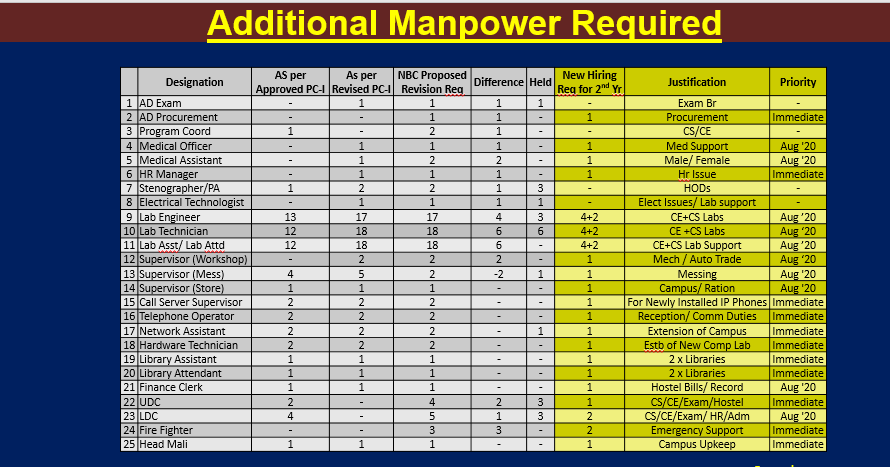 Additional Manpower Required
Designation AS per Approved PC-I As per Revised PC-I NBC Proposed Revision Req Difference Held New Hiring Req for 2nd Yr Justification Priority
1 AD Exam - 1 1 1 1 - Exam Br -
2 AD Procurement - - 1 1 - 1 Procurement Immediate
3 Program Coord 1 - 2 1 - - CS/CE -
4 Medical Officer - 1 1 1 - 1 Med Support Aug '20
5 Medical Assistant - 1 2 2 - 1 Male/ Female Aug '20
6 HR Manager - 1 1 1 - 1 Hr Issue Immediate
7 Stenographer/PA 1 2 2 1 3 - HODs -
8 Electrical Technologist - 1 1 1 1 - Elect Issues/ Lab support -
9 Lab Engineer 13 17 17 4 3 4+2 CE+CS Labs Aug '20
10 Lab Technician 12 18 18 6 6 4+2 CE +CS Labs Aug '20
11 Lab Asst/ Lab Attd 12 18 18 6 - 4+2 CE+CS Lab Support Aug '20
12 Supervisor (Workshop) - 2 2 2 - 1 Mech / Auto Trade Aug '20
13 Supervisor (Mess) 4 5 2 -2 1 1 Messing Aug '20
14 Supervisor (Store) 1 1 1 - - 1 Campus/ Ration Aug '20
15 Call Server Supervisor 2 2 2 - - 1 For Newly Installed IP Phones Immediate
16 Telephone Operator 2 2 2 - - 1 Reception/ Comm Duties Immediate
17 Network Assistant 2 2 2 - 1 1 Extension of Campus Immediate
18 Hardware Technician 2 2 2 - - 1 Estb of New Comp Lab Immediate
19 Library Assistant 1 1 1 - - 1 2 x Libraries Immediate
20 Library Attendant 1 1 1 - - 1 2 x Libraries Immediate
21 Finance Clerk 1 1 1 - - 1 Hostel Bills/ Record Aug '20
22 UDC 2 - 4 2 3 1 CS/CE/Exam/Hostel Immediate
23 LDC 4 - 5 1 3 2 CS/CE/Exam/ HR/Adm Aug '20
24 Fire Fighter - - 3 3 - 2 Emergency Support Immediate
25 Head Mali 1 1 1 - - 1 Campus Upkeep Immediate